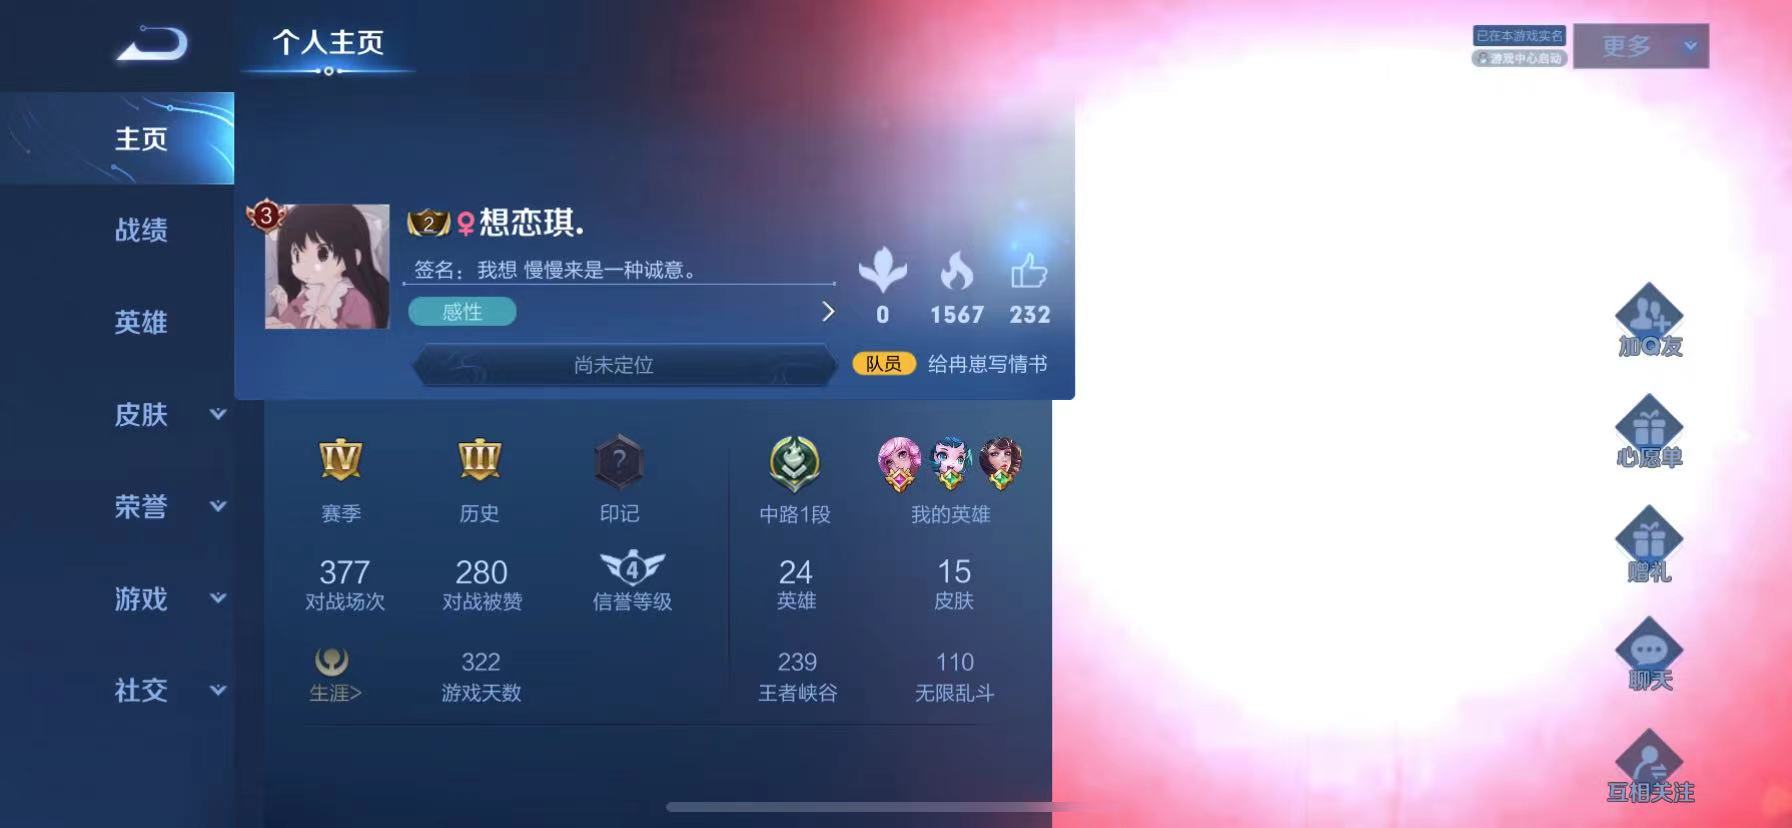 个人主页
已在本游戏实名
游戏中心启动
更多
主页
战绩
英雄
皮肤
荣誉
游戏
社交
3
2
♀想恋琪.
签名：我想 慢慢来是一种诚意。
感性
0
1567
232
尚未定位
队员 给冉崽写情书
IV
III
?
赛季
历史
印记
中路1段
我的英雄
377
280
4
24
15
对战场次
对战被赞
信誉等级
英雄
皮肤
322
239
110
生涯>
游戏天数
王者峡谷
无限乱斗
加Q友
心愿单
赠礼
聊天
互相关注